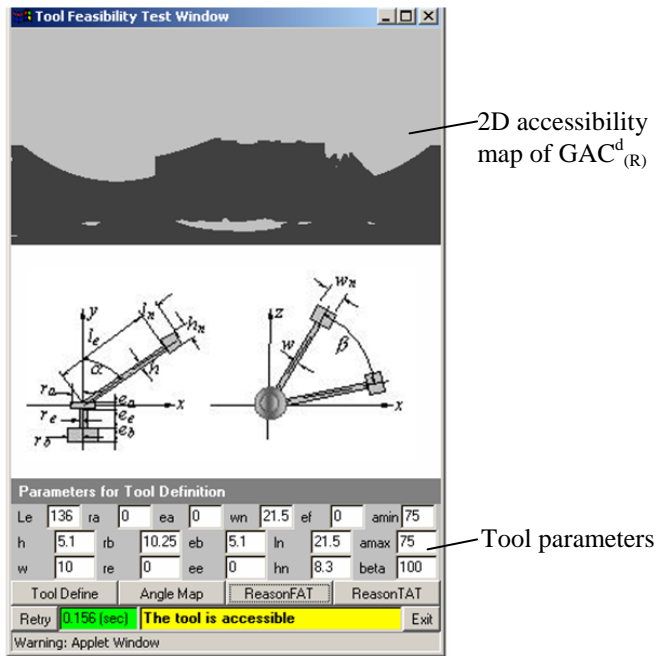 Tool Feasibility Test Window
2D accessibility
map of GAC^d_(R)
y
l_n
h_n
l_e
α
h
r_a
e_a
x
r_e
e_e
r_b
e_b
z
w_n
w
β
x
Parameters for Tool Definition
Le 136 ra 0 ea 0 wn 21.5 ef 0 amin 75
h 5.1 rb 10.25 eb 5.1 ln 21.5 amax 75
w 10 re 0 ee 0 hn 8.3 beta 100
Tool parameters
Tool Define Angle Map ReasonFAT ReasonTAT
Retry 0.156 (sec) The tool is accessible Exit
Warning: Applet Window